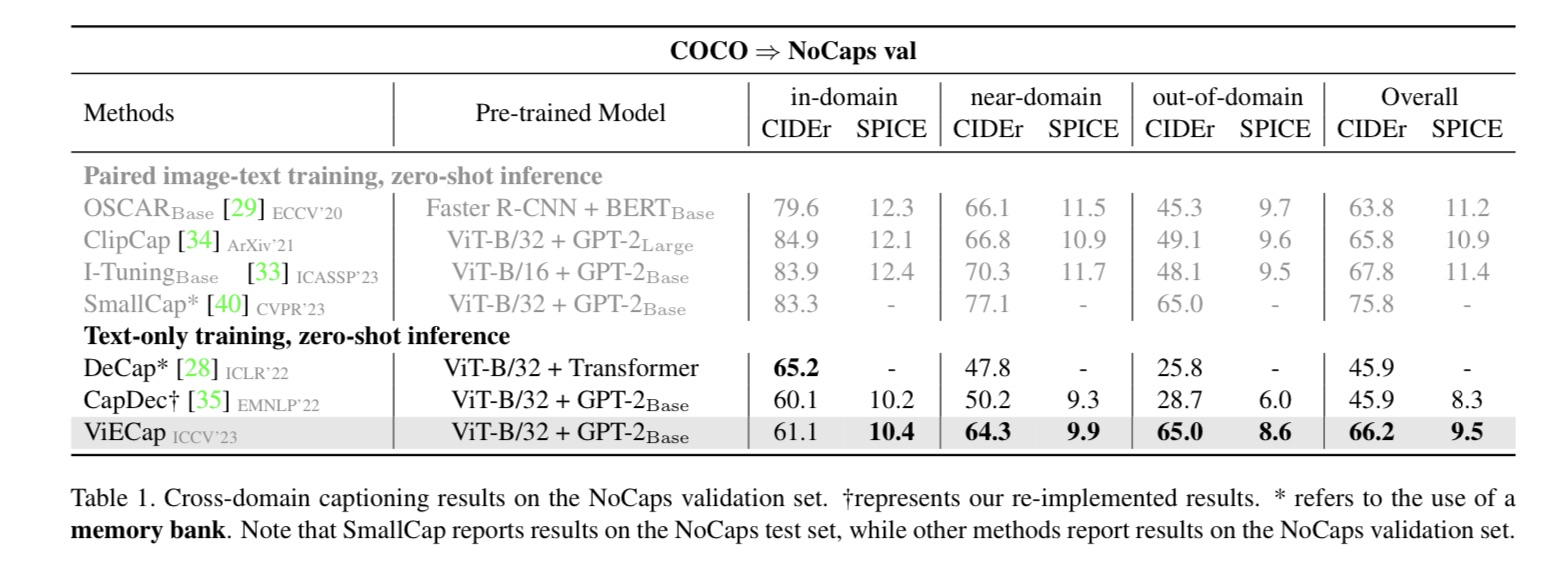 COCO ⇒ NoCaps val
Methods Pre-trained Model in-domain near-domain out-of-domain Overall
CIDEr SPICE CIDEr SPICE CIDEr SPICE CIDEr SPICE
Paired image-text training, zero-shot inference
OSCAR_Base [29] ECCV'20 Faster R-CNN + BERT_Base 79.6 12.3 66.1 11.5 45.3 9.7 63.8 11.2
ClipCap [34] ArXiv'21 ViT-B/32 + GPT-2_Large 84.9 12.1 66.8 10.9 49.1 9.6 65.8 10.9
I-Tuning_Base [33] ICASSP'23 ViT-B/16 + GPT-2_Base 83.9 12.4 70.3 11.7 48.1 9.5 67.8 11.4
SmallCap* [40] CVPR'23 ViT-B/32 + GPT-2_Base 83.3 - 77.1 - 65.0 - 75.8 -
Text-only training, zero-shot inference
DeCap* [28] ICLR'22 ViT-B/32 + Transformer 65.2 - 47.8 - 25.8 - 45.9 -
CapDec† [35] EMNLP'22 ViT-B/32 + GPT-2_Base 60.1 10.2 50.2 9.3 28.7 6.0 45.9 8.3
ViECap ICCV'23 ViT-B/32 + GPT-2_Base 61.1 10.4 64.3 9.9 65.0 8.6 66.2 9.5
Table 1. Cross-domain captioning results on the NoCaps validation set. †represents our re-implemented results. * refers to the use of a
memory bank. Note that SmallCap reports results on the NoCaps test set, while other methods report results on the NoCaps validation set.